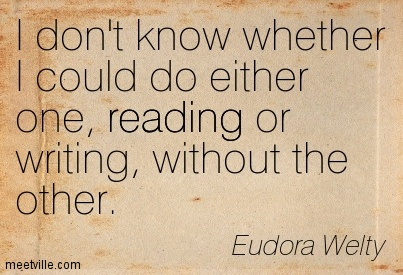 I don't know whether
I could do either
one, reading or
writing, without the
other.
Eudora Welty
meetville.com